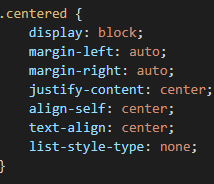 .centered {
    display: block;
    margin-left: auto;
    margin-right: auto;
    justify-content: center;
    align-self: center;
    text-align: center;
    list-style-type: none;
}